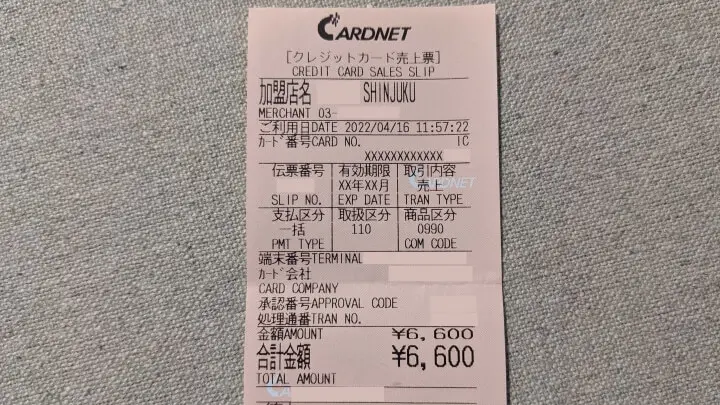 CARDNET
[クレジットカード売上票]
CREDIT CARD SALES SLIP
加盟店名 SHINJUKU
MERCHANT 03-
ご利用日DATE 2022/04/16 11:57:22
カード番号CARD NO. IC
XXXXXXXXXXXX
伝票番号 有効期限 取引内容
XX年XX月 売上
SLIP NO. EXP DATE TRAN TYPE
支払区分 取扱区分 商品区分
一括 110 0990
PMT TYPE COM CODE
端末番号TERMINAL
カード会社
CARD COMPANY
承認番号APPROVAL CODE
処理通番TRAN NO.
金額AMOUNT ¥6,600
合計金額 ¥6,600
TOTAL AMOUNT